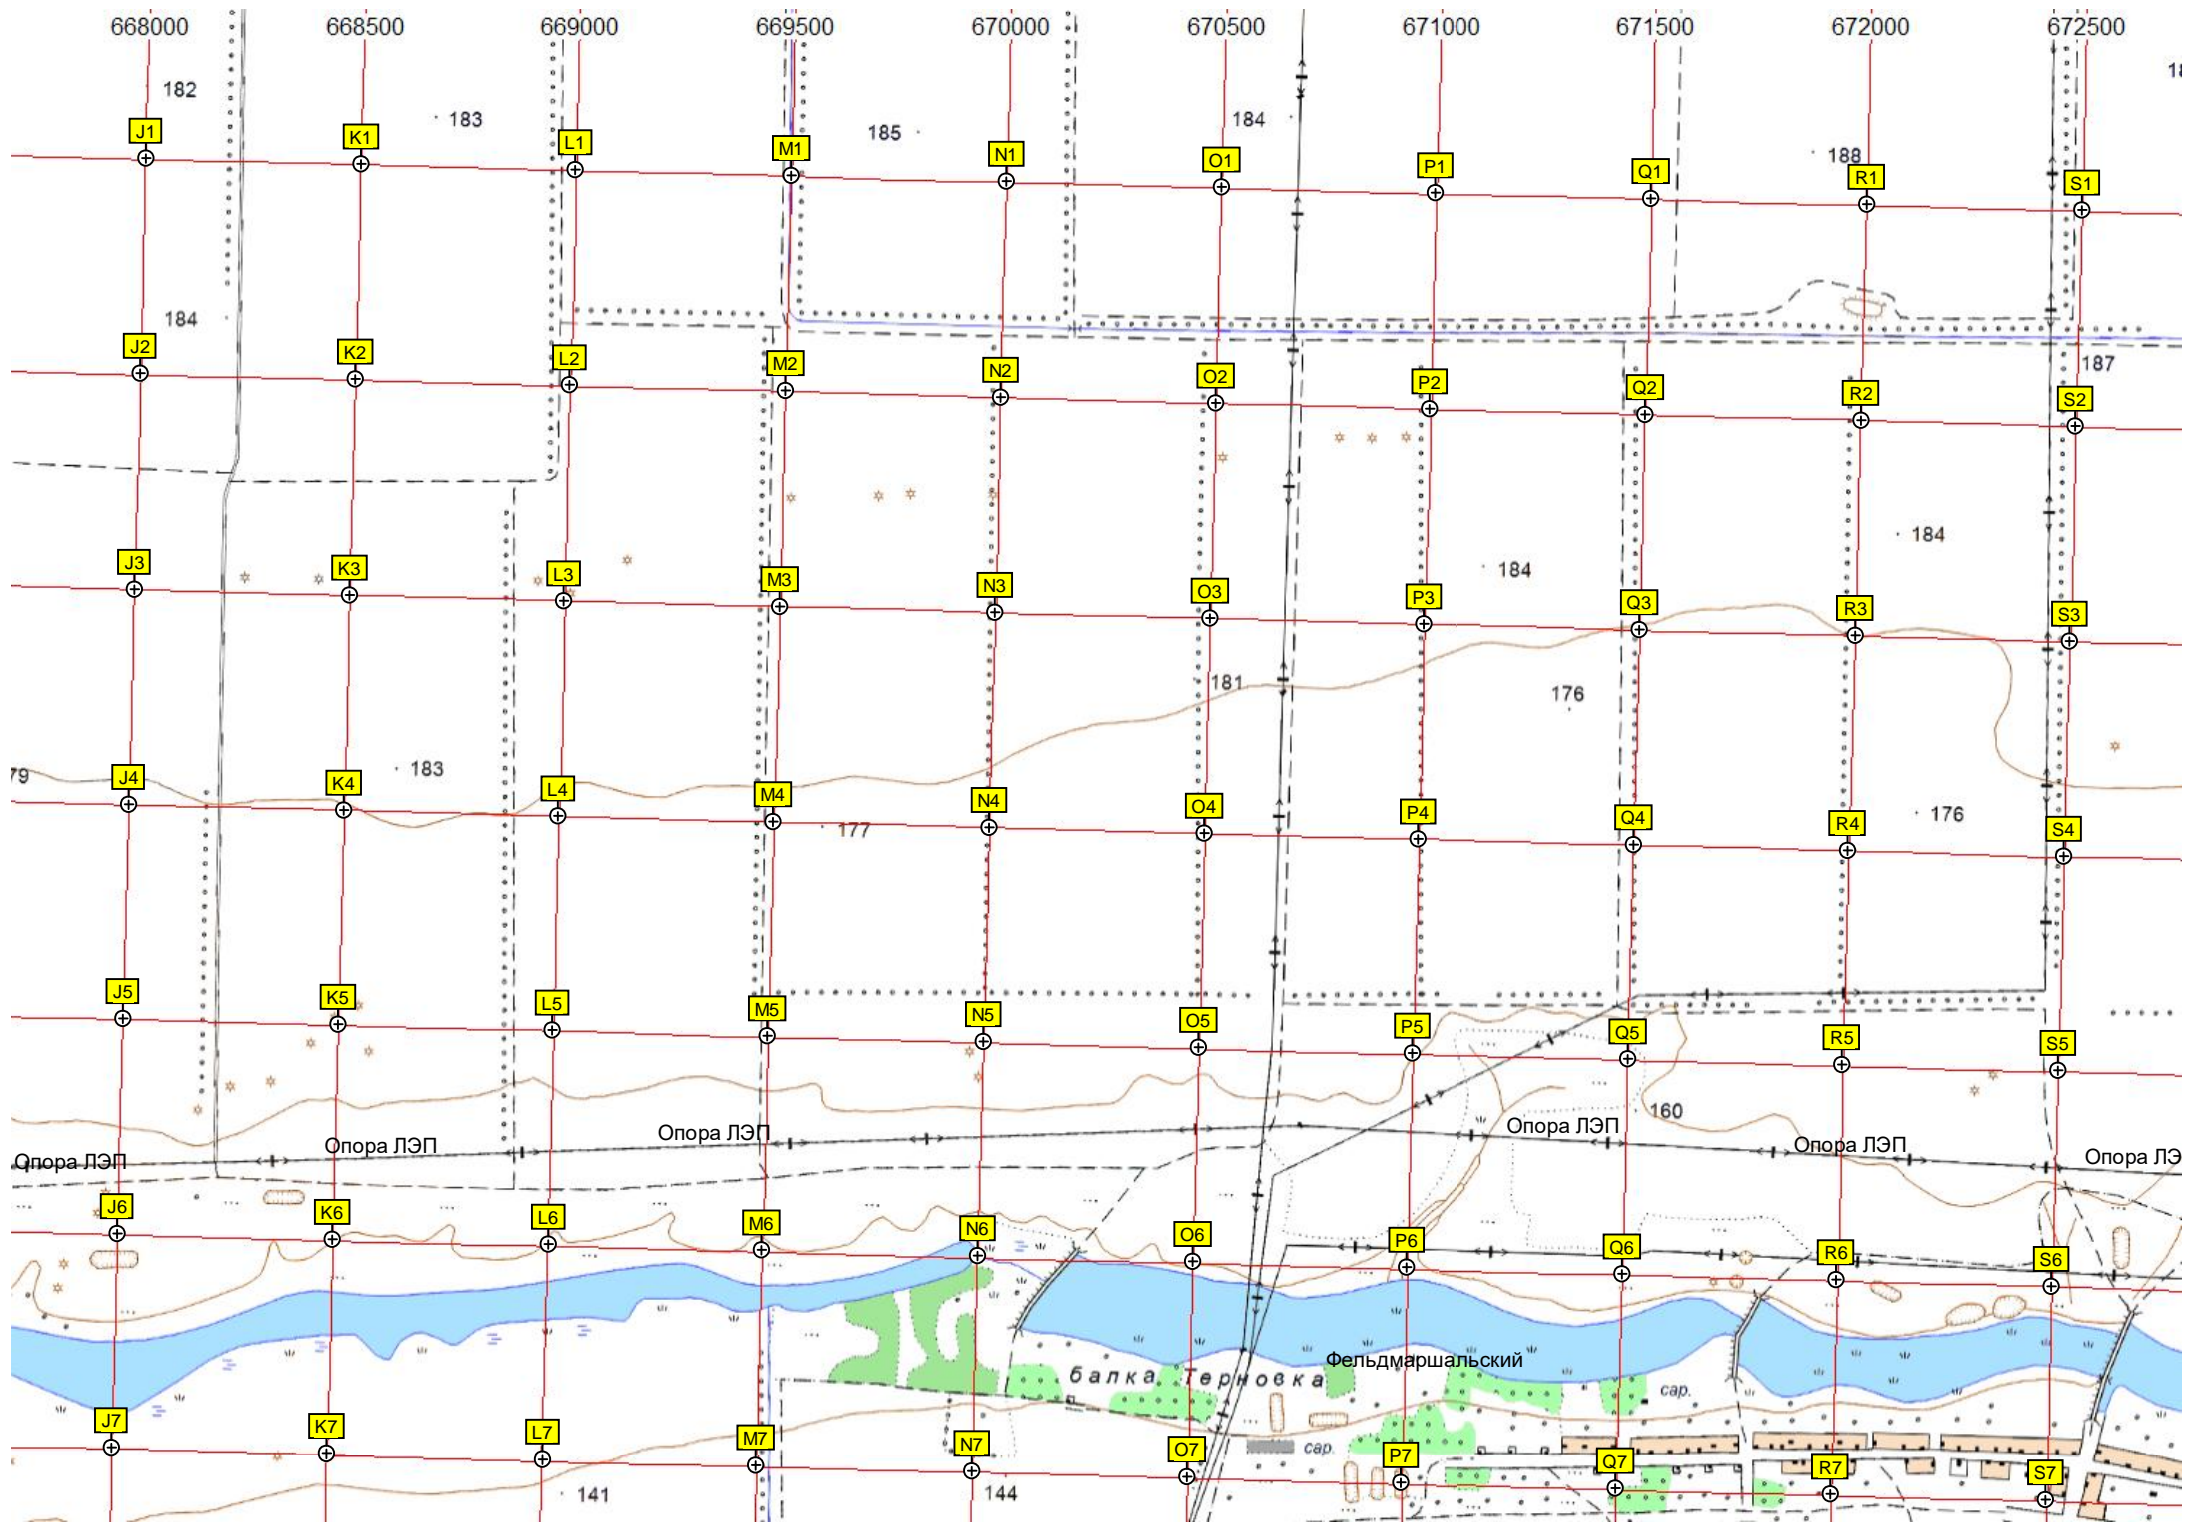 668000 668500 669000 669500 670000 670500 671000 671500 672000 672500
182 183 185 184 188
J1 K1 L1 M1 N1 O1 P1 Q1 R1 S1
184 187
J2 K2 L2 M2 N2 O2 P2 Q2 R2 S2
184 184
J3 K3 L3 M3 N3 O3 P3 Q3 R3 S3
181 176
79 183 177 176
J4 K4 L4 M4 N4 O4 P4 Q4 R4 S4
J5 K5 L5 M5 N5 O5 P5 Q5 R5 S5
160
Опора ЛЭП Опора ЛЭП Опора ЛЭП Опора ЛЭП Опора ЛЭП Опора ЛЭ
J6 K6 L6 M6 N6 O6 P6 Q6 R6 S6
Фельдмаршальский
балка Терновка
сар.
сар.
J7 K7 L7 M7 N7 O7 P7 Q7 R7 S7
141 144